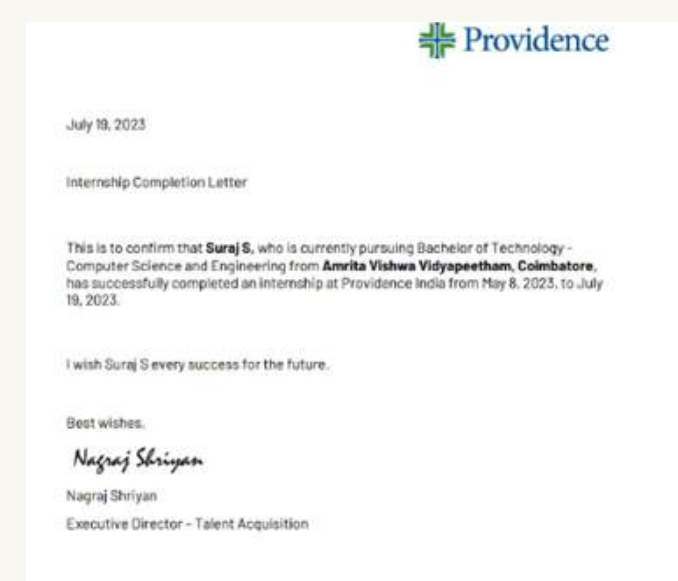 Providence
July 19, 2023
Internship Completion Letter
This is to confirm that Suraj S, who is currently pursuing Bachelor of Technology -
Computer Science and Engineering from Amrita Vishwa Vidyapeetham, Coimbatore,
has successfully completed an internship at Providence India from May 8, 2023, to July
19, 2023.
I wish Suraj S every success for the future.
Best wishes,
Nagraj Shriyan
Nagraj Shriyan
Executive Director - Talent Acquisition